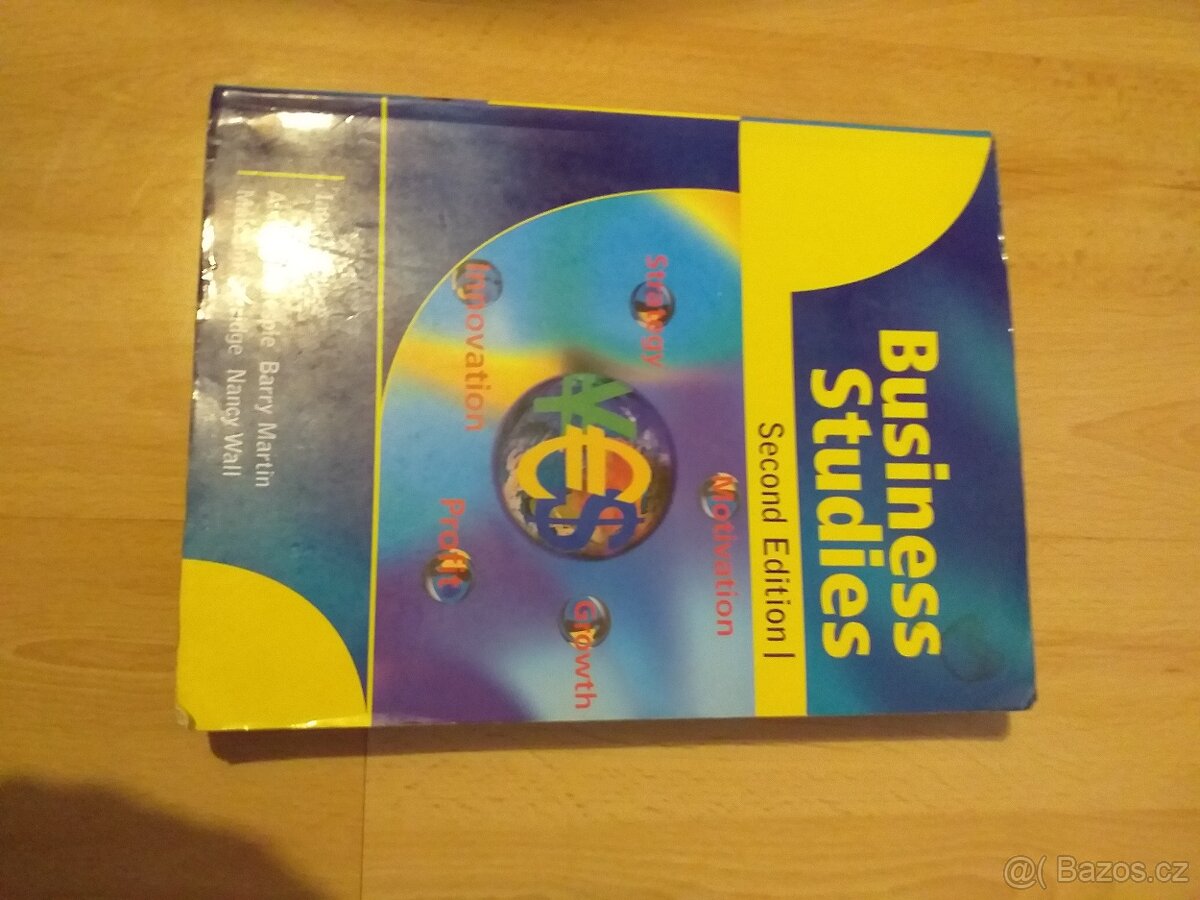 Business
Studies
Second Edition
Strategy
Motivation
¥€$
Innovation
Growth
Profit
Barry Martin
Nancy Wall
@( Bazos.cz